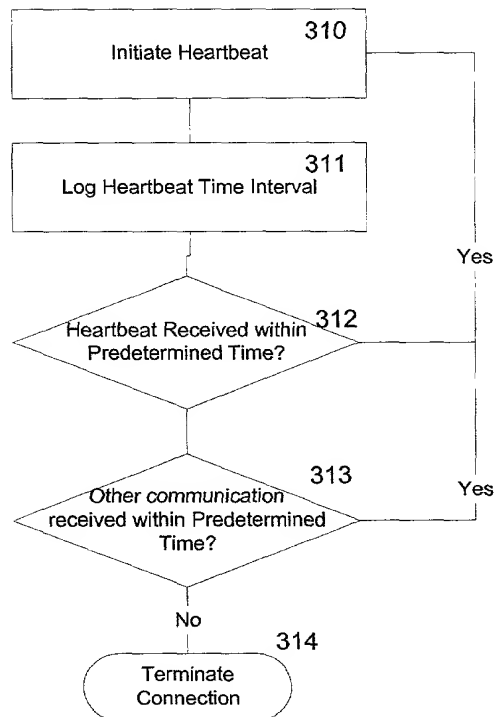 310
Initiate Heartbeat
311
Log Heartbeat Time Interval
Yes
312
Heartbeat Received within
Predetermined Time?
313
Other communication
received within Predetermined
Time?
Yes
No
314
Terminate
Connection